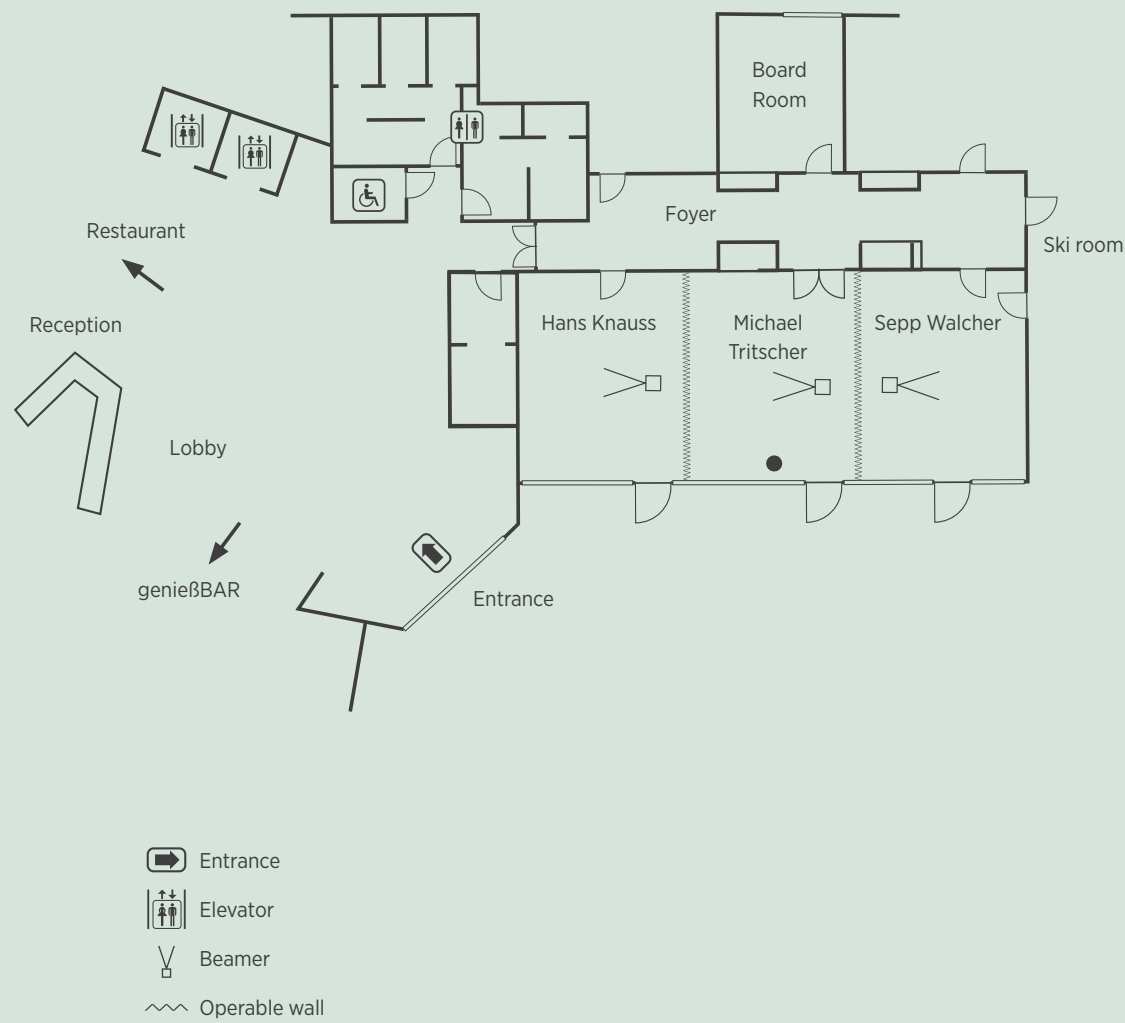 Board
Room
Foyer
Restaurant
Ski room
Reception
Hans Knauss
Michael
Tritscher
Sepp Walcher
Lobby
genießBAR
Entrance
Entrance
Elevator
Beamer
Operable wall